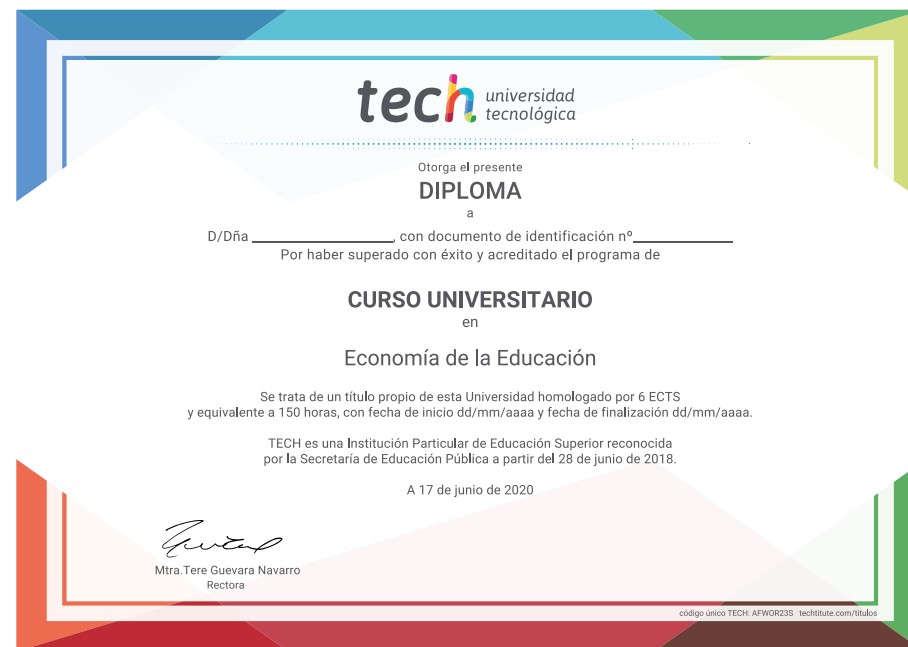 tech universidad
tecnológica
Otorga el presente
DIPLOMA
a
D/Dña ____________________, con documento de identificación nº______________
Por haber superado con éxito y acreditado el programa de
CURSO UNIVERSITARIO
en
Economía de la Educación
Se trata de un título propio de esta Universidad homologado por 6 ECTS
y equivalente a 150 horas, con fecha de inicio dd/mm/aaaa y fecha de finalización dd/mm/aaaa.
TECH es una Institución Particular de Educación Superior reconocida
por la Secretaría de Educación Pública a partir del 28 de junio de 2018.
A 17 de junio de 2020
Mtra.Tere Guevara Navarro
Rectora
código único TECH: AFWOR23S techtitute.com/titulos